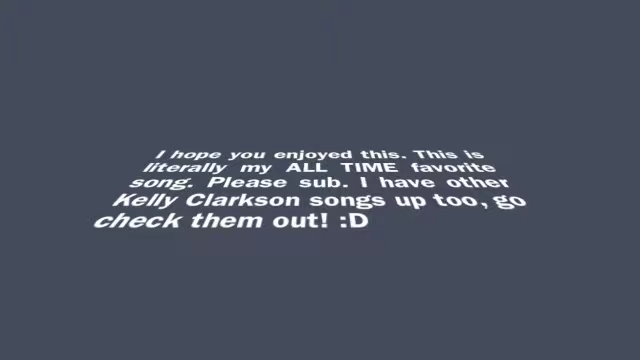 I hope you enjoyed this. This is
literally my ALL TIME favorite
song. Please sub. I have other
Kelly Clarkson songs up too, go
check them out! :D